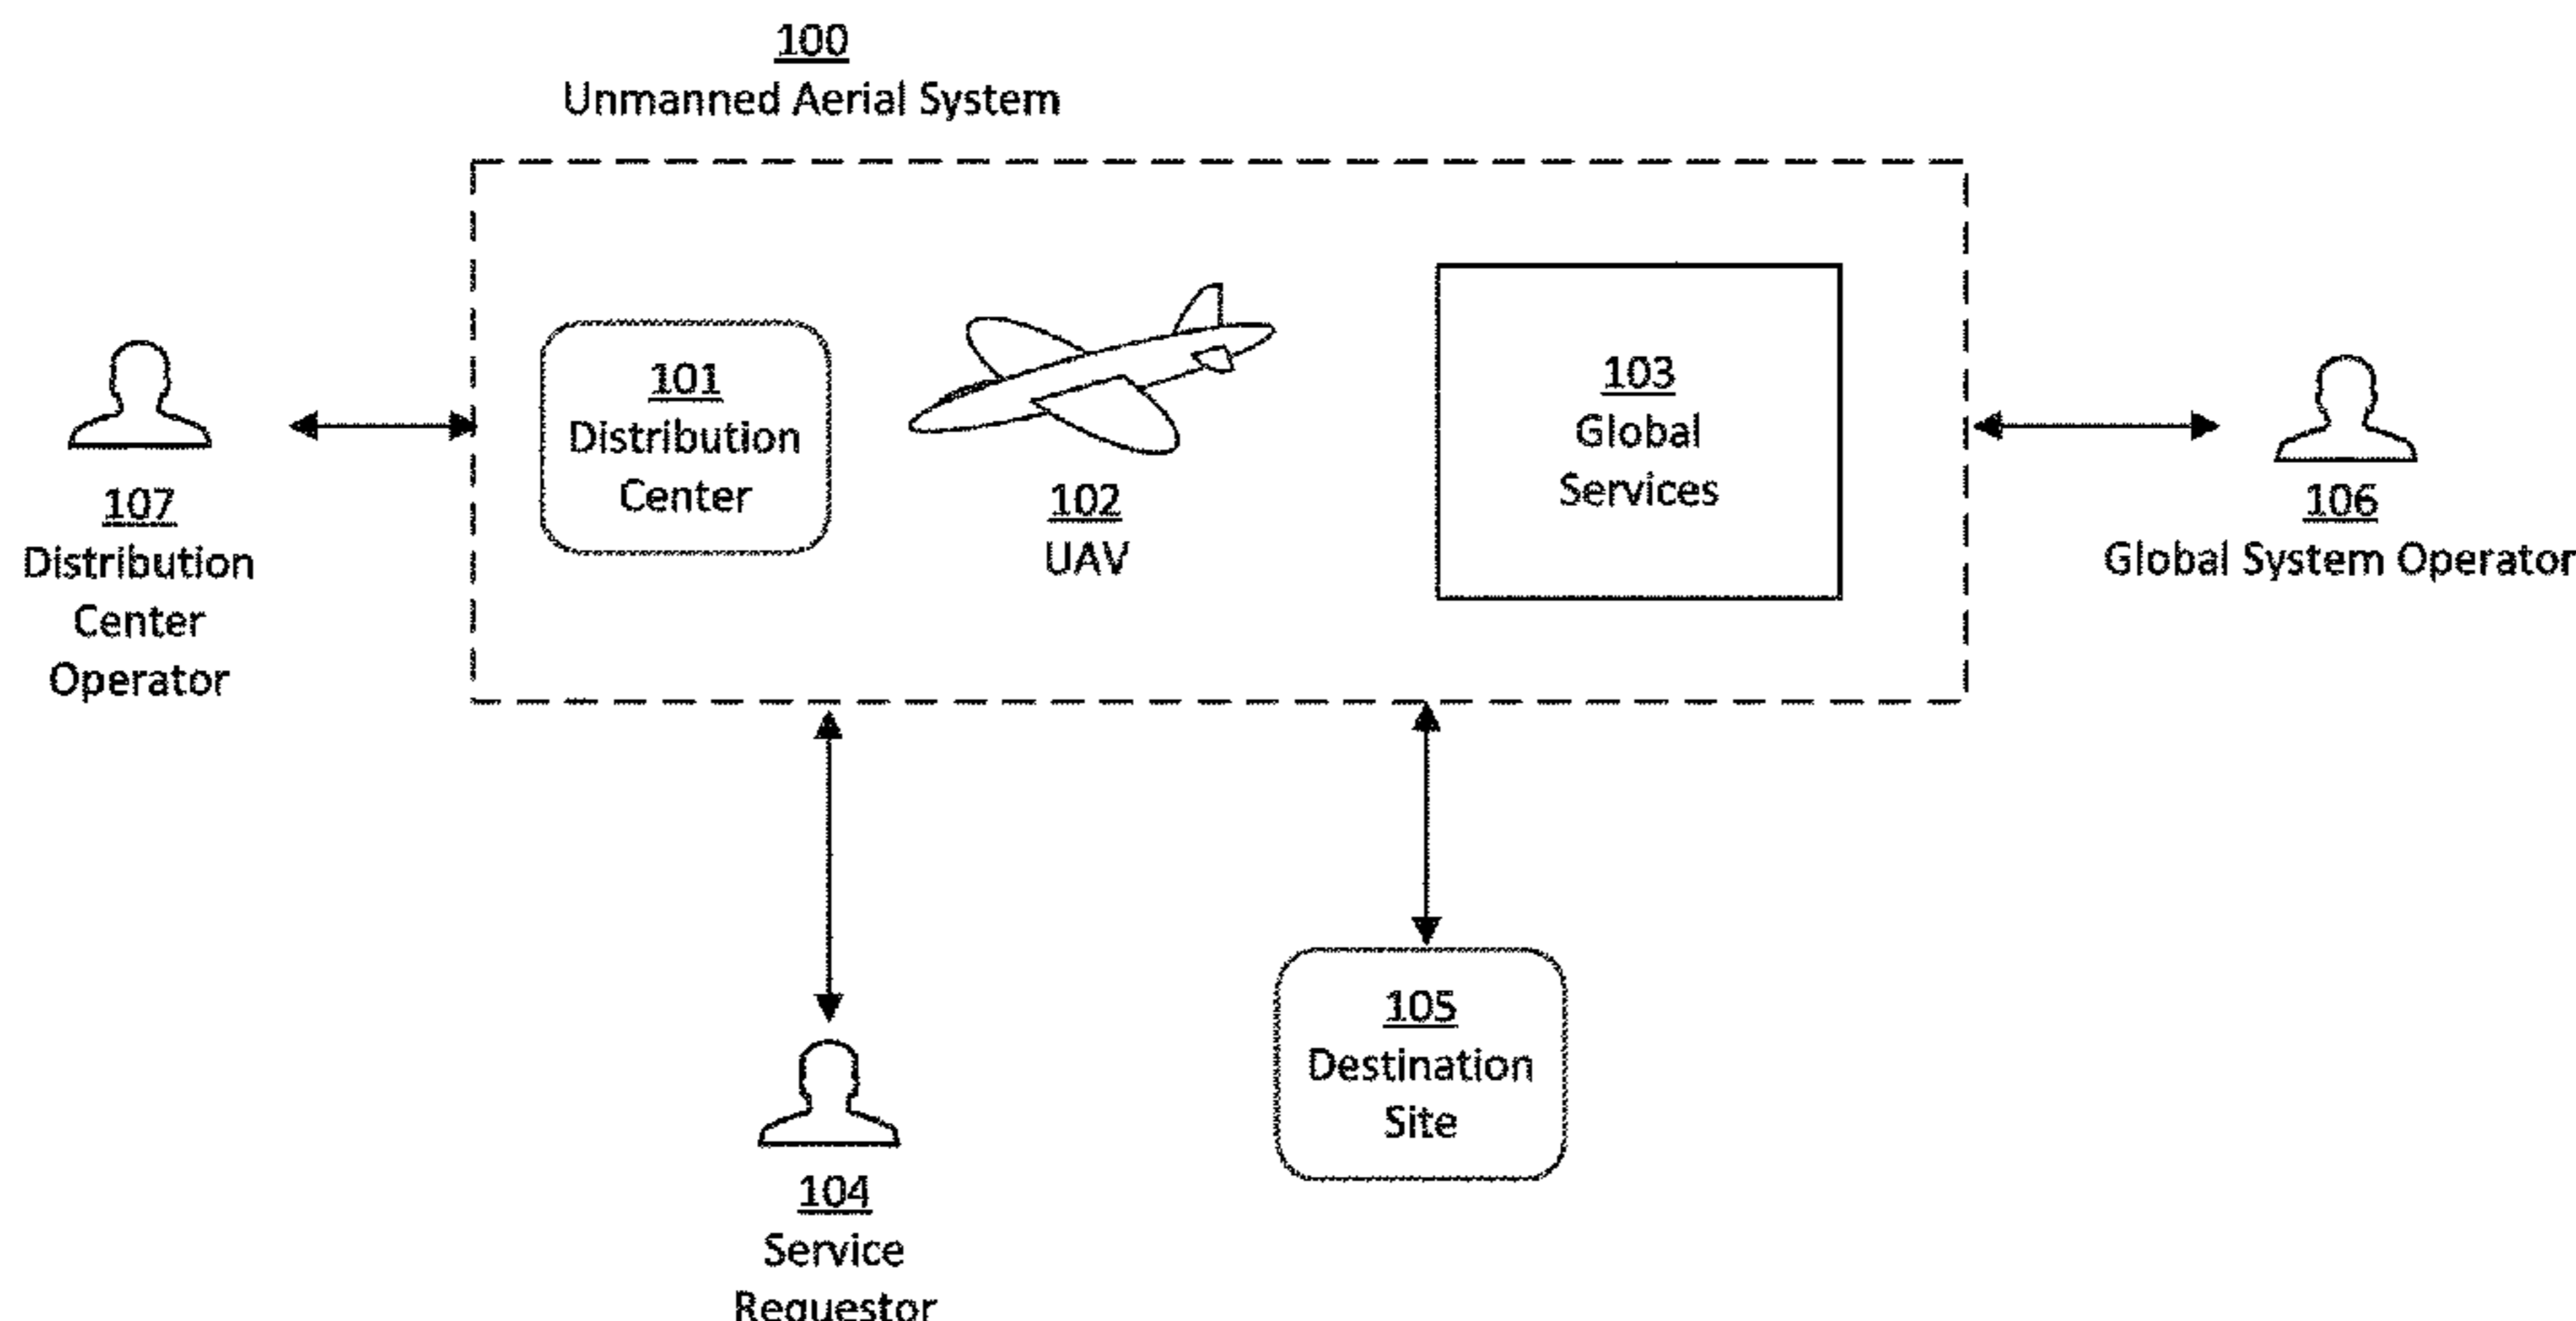 100
Unmanned Aerial System
101
Distribution
Center
102
UAV
103
Global
Services
107
Distribution
Center
Operator
106
Global System Operator
104
Service
Requestor
105
Destination
Site